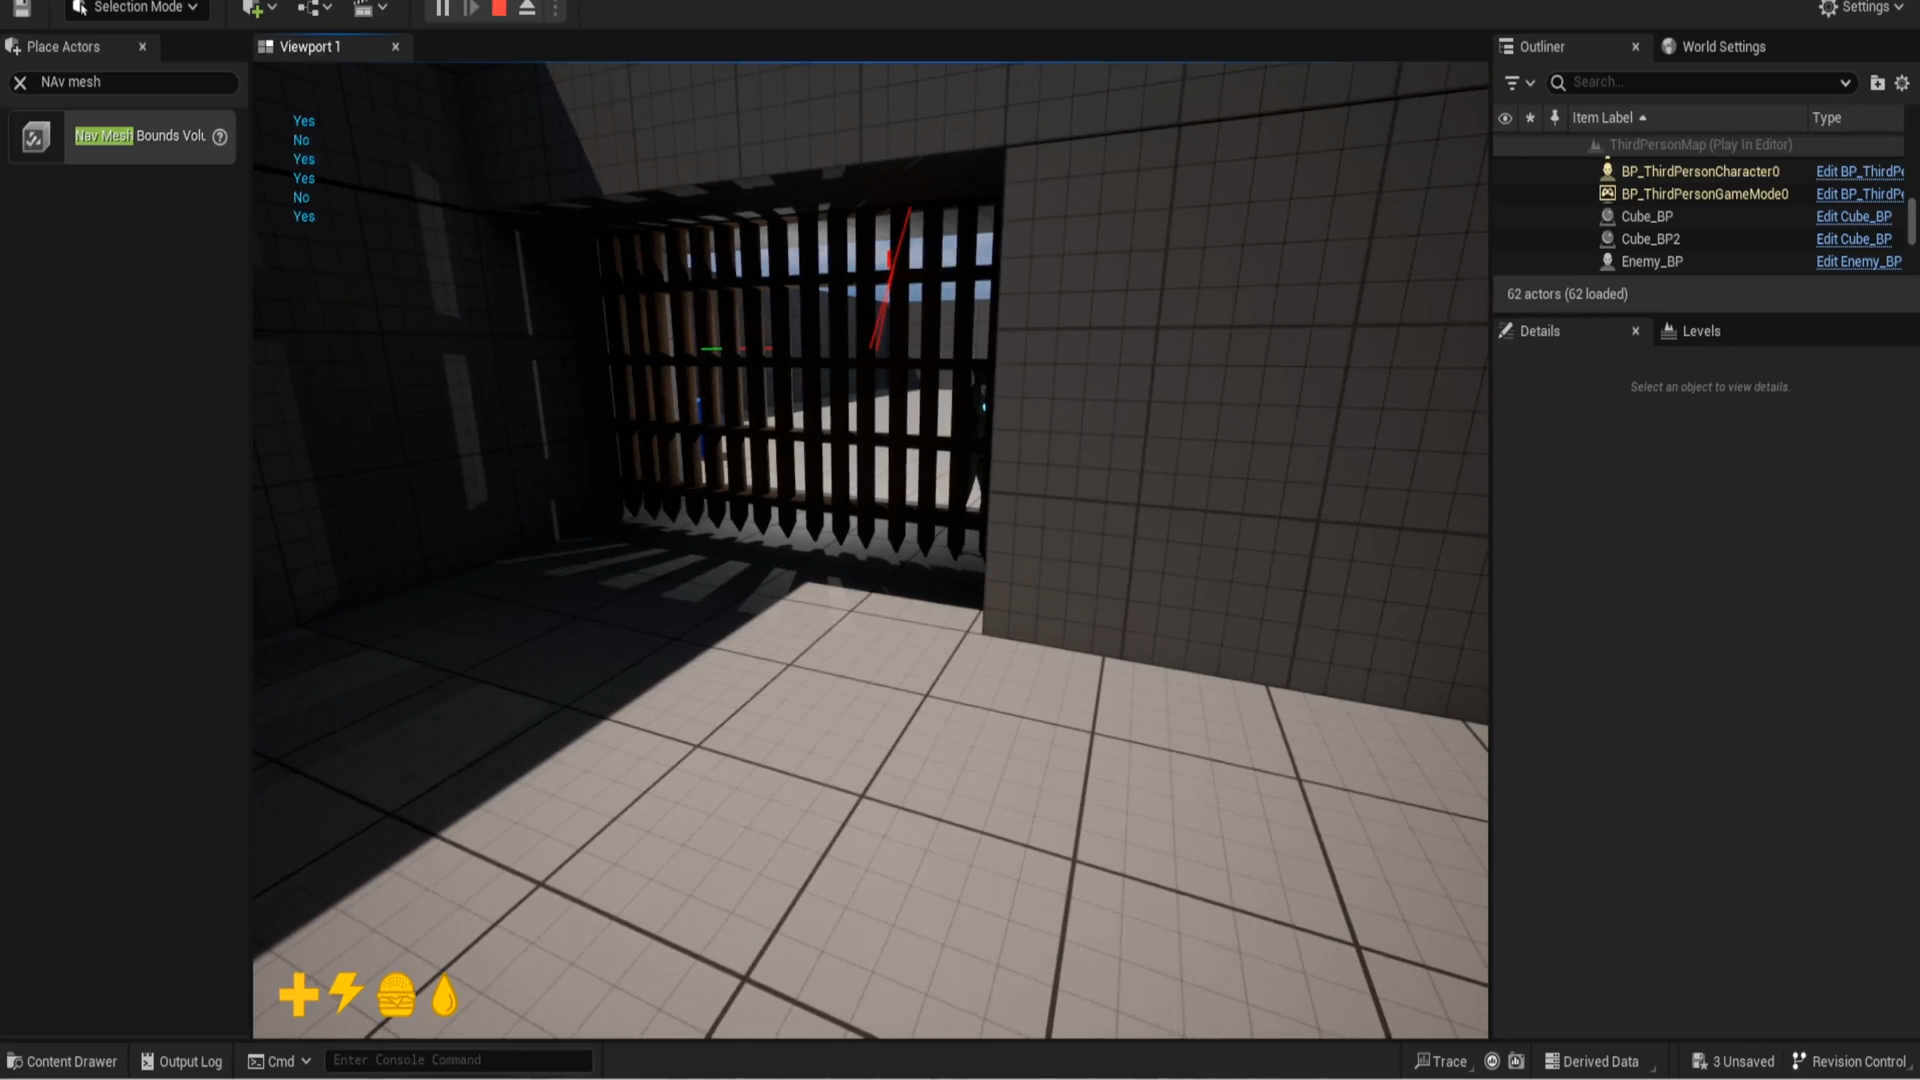 Selection Mode
Settings
Place Actors
Viewport 1
Outliner
World Settings
NAv mesh
Search...
Nav Mesh Bounds Volu
Item Label
Type
ThirdPersonMap (Play In Editor)
BP_ThirdPersonCharacter0
Edit BP_ThirdPe
BP_ThirdPersonGameMode0
Edit BP_ThirdPe
Cube_BP
Edit Cube_BP
Cube_BP2
Edit Cube_BP
Enemy_BP
Edit Enemy_BP
62 actors (62 loaded)
Details
Levels
Select an object to view details.
Yes
No
Yes
Yes
No
Yes
Content Drawer
Output Log
Cmd
Enter Console Command
Trace
Derived Data
3 Unsaved
Revision Control